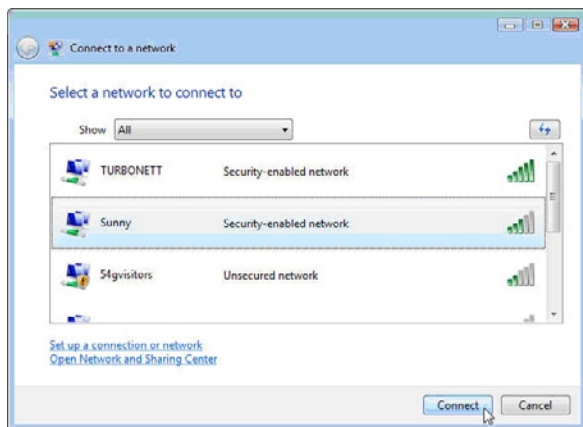 Connect to a network
Select a network to connect to
Show All
TURBONETT Security-enabled network
Sunny Security-enabled network
54gvisitors Unsecured network
Set up a connection or network
Open Network and Sharing Center
Connect Cancel